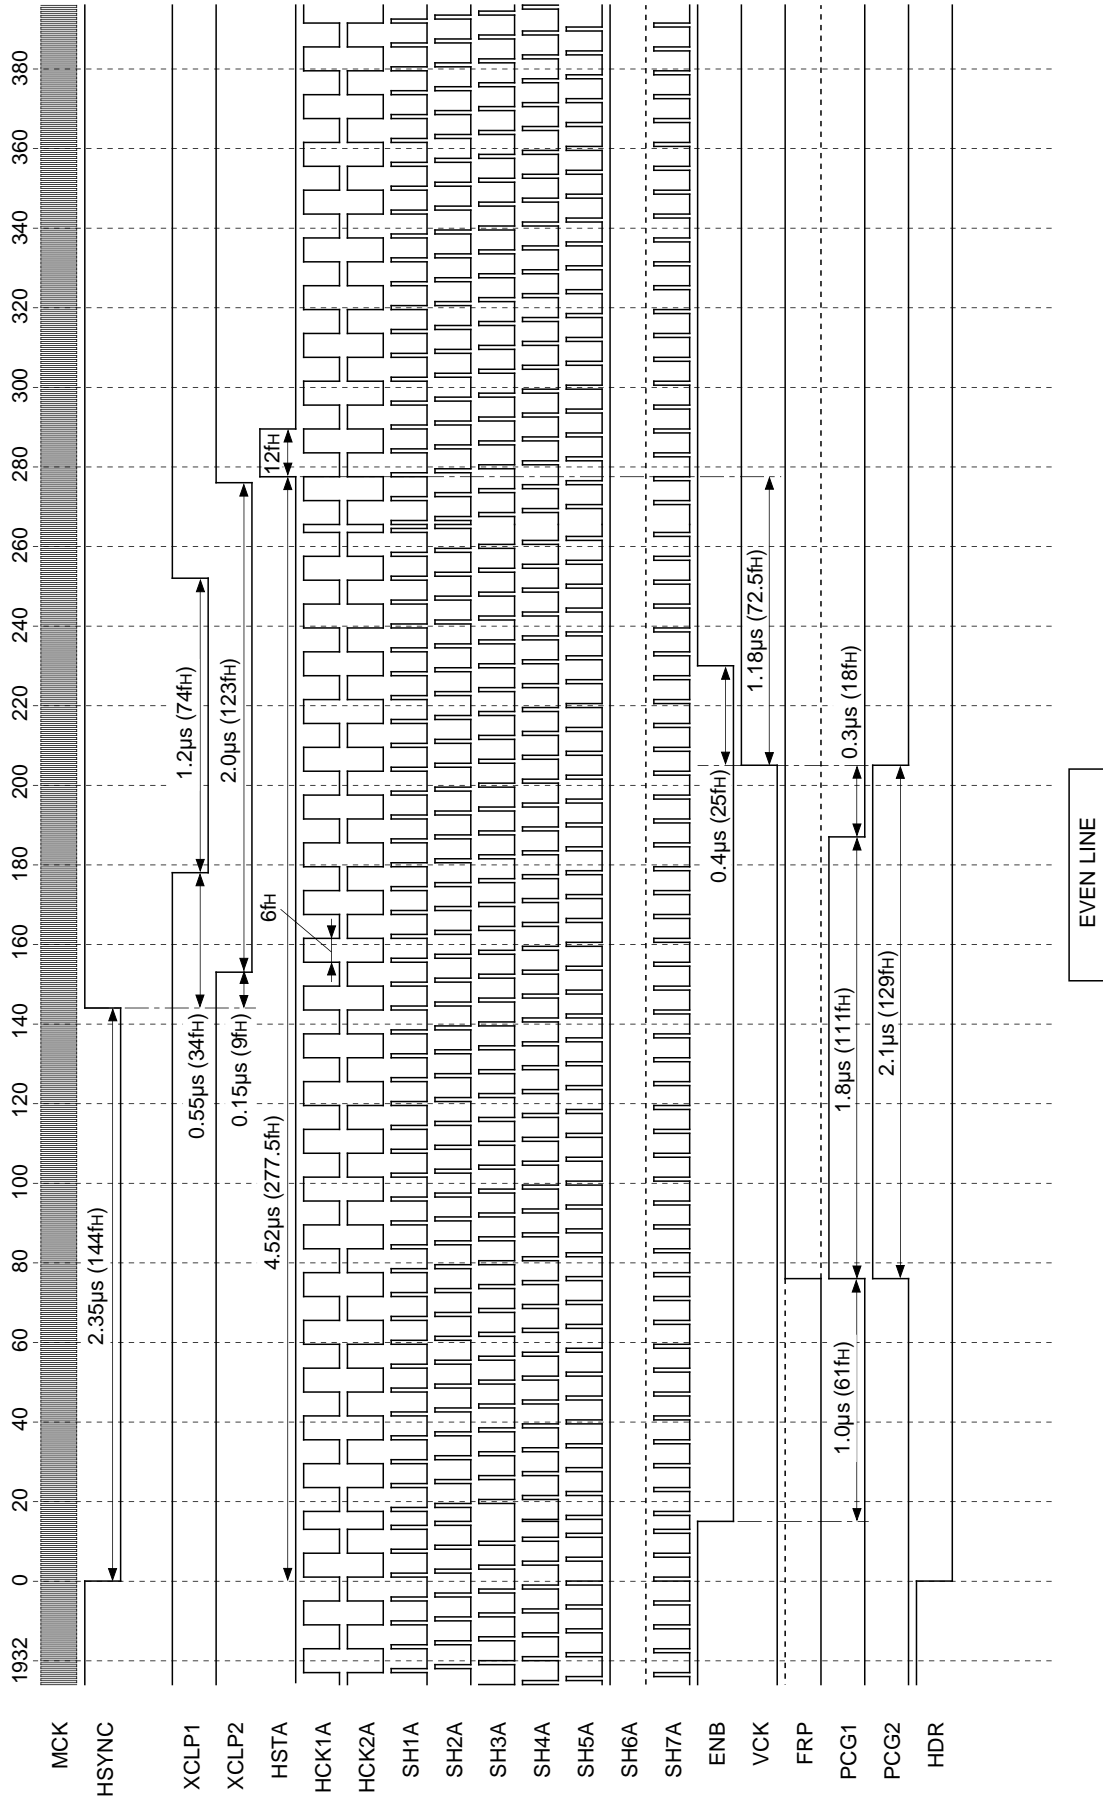 MCK
HSYNC
XCLP1
XCLP2
HSTA
HCK1A
HCK2A
SH1A
SH2A
SH3A
SH4A
SH5A
SH6A
SH7A
ENB
VCK
FRP
PCG1
PCG2
HDR
1932
0
20
40
60
80
100
120
140
160
180
200
220
240
260
280
300
320
340
360
380
2.35µs (144fH)
0.55µs (34fH)
1.2µs (74fH)
0.15µs (9fH)
2.0µs (123fH)
4.52µs (277.5fH)
12fH
6fH
0.4µs (25fH)
1.18µs (72.5fH)
1.0µs (61fH)
1.8µs (111fH)
0.3µs (18fH)
2.1µs (129fH)
EVEN LINE